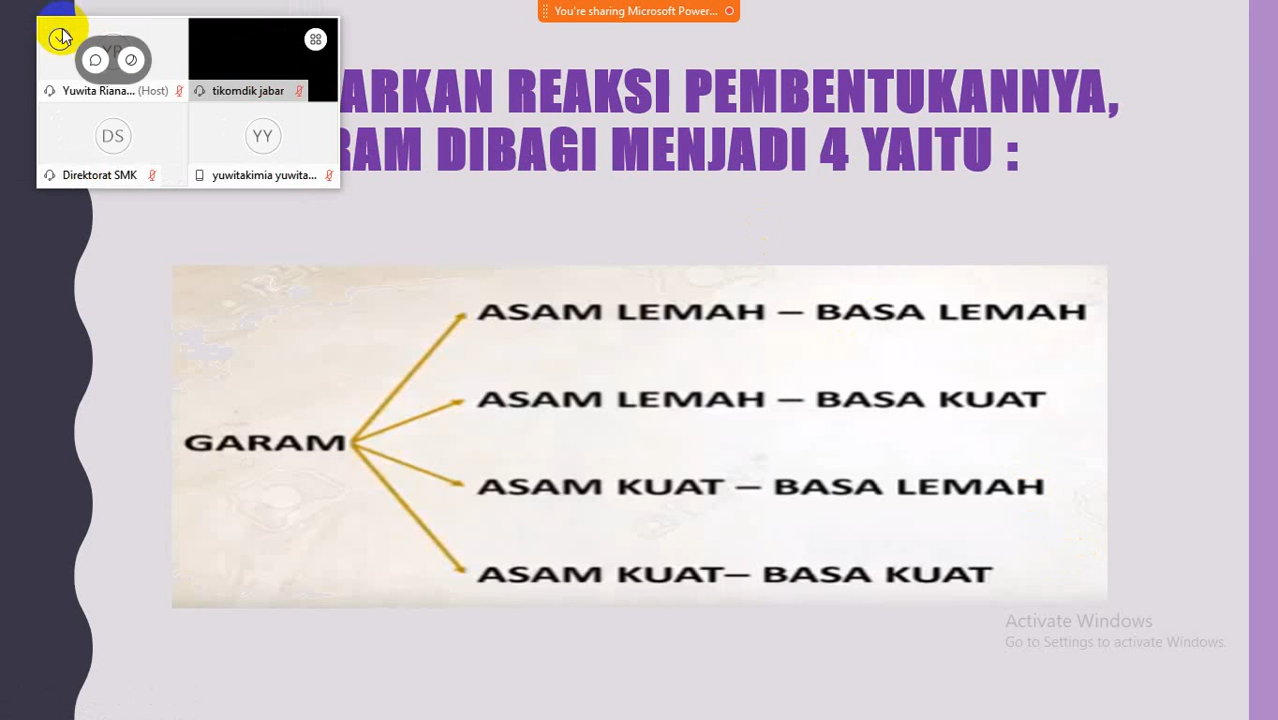 You're sharing Microsoft Power...
YR
Yuwita Riana... (Host)
tikomdik jabar
DS
YY
Direktorat SMK
yuwitakimia yuwita...
ARKAN REAKSI PEMBENTUKANNYA,
RAM DIBAGI MENJADI 4 YAITU :
ASAM LEMAH – BASA LEMAH
ASAM LEMAH – BASA KUAT
GARAM
ASAM KUAT – BASA LEMAH
ASAM KUAT– BASA KUAT
Activate Windows
Go to Settings to activate Windows.